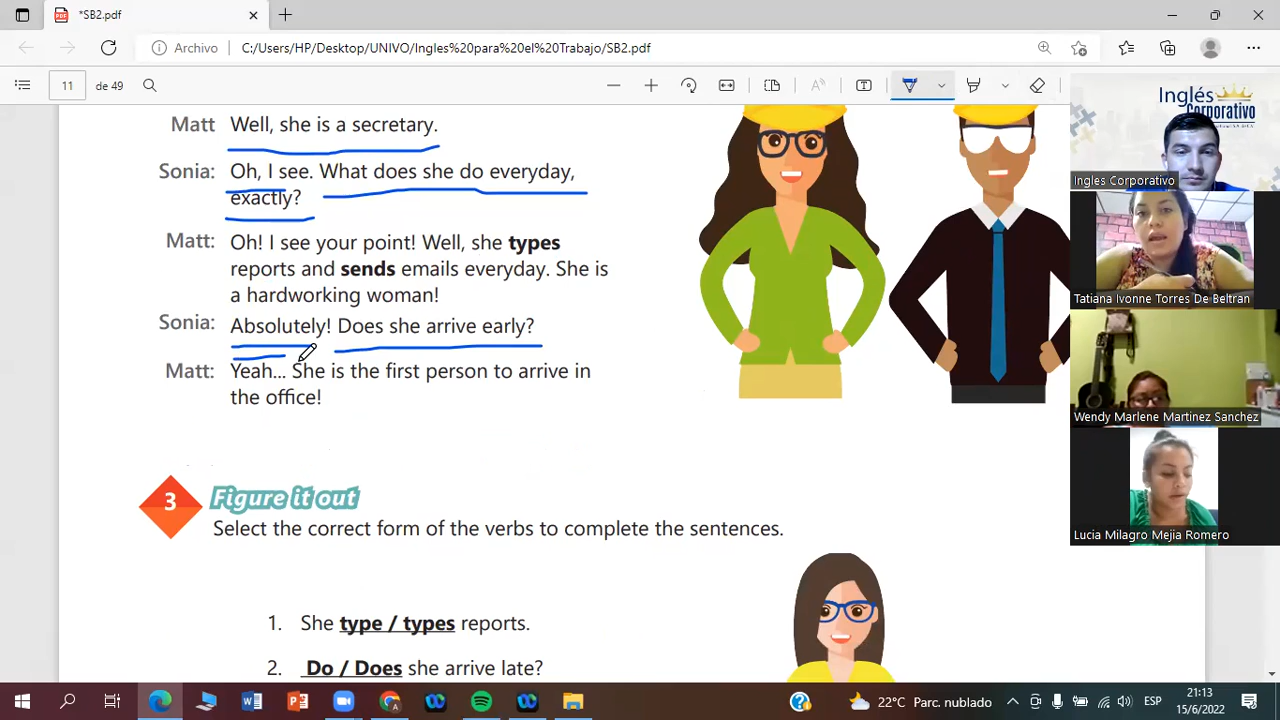 *SB2.pdf
Archivo
C:/Users/HP/Desktop/UNIVO/Ingles%20para%20el%20Trabajo/SB2.pdf
11
de 49
Matt Well, she is a secretary.
Sonia: Oh, I see. What does she do everyday,
exactly?
Matt: Oh! I see your point! Well, she types
reports and sends emails everyday. She is
a hardworking woman!
Sonia: Absolutely! Does she arrive early?
Matt: Yeah... She is the first person to arrive in
the office!
3 Figure it out
Select the correct form of the verbs to complete the sentences.
1. She type / types reports.
2. Do / Does she arrive late?
Inglés
Corporativo
Ingles Corporativo
Tatiana Ivonne Torres De Beltran
Wendy Marlene Martinez Sanchez
Lucia Milagro Mejia Romero
22°C Parc. nublado
ESP
21:13
15/6/2022